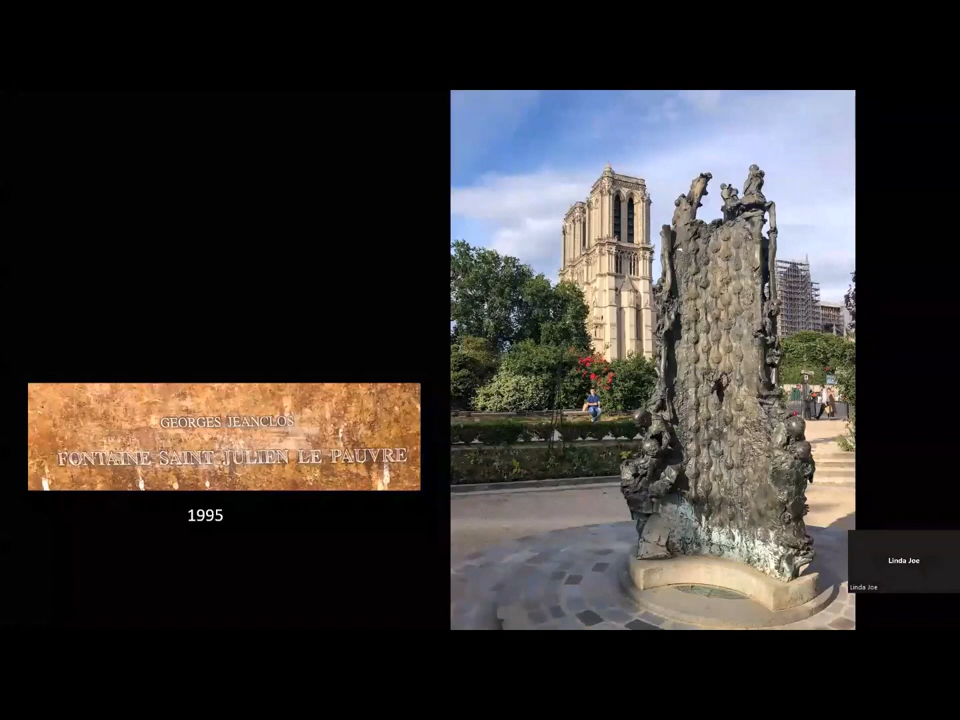 GEORGES JEANCLOS
FONTAINE SAINT JULIEN LE PAUVRE
1995
Linda Joe
Linda Joe